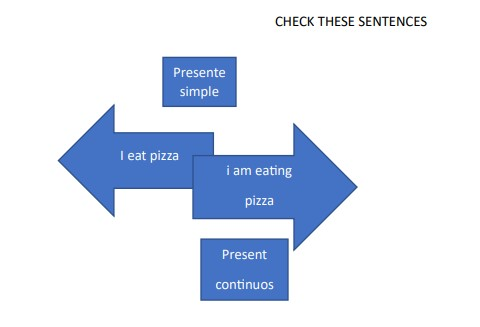 CHECK THESE SENTENCES
Presente
simple
I eat pizza
i am eating
pizza
Present
continuos